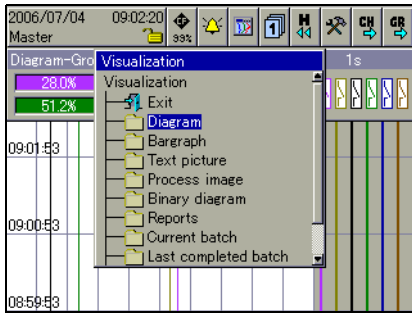 2006/07/04 09:02:20
Master
99%
1
H
CH
GR
Diagram-Gro
1s
28.0%
51.2%
Visualization
Visualization
Exit
Diagram
Bargraph
Text picture
Process image
Binary diagram
Reports
Current batch
Last completed batch
09:01:53
09:00:53
08:59:53